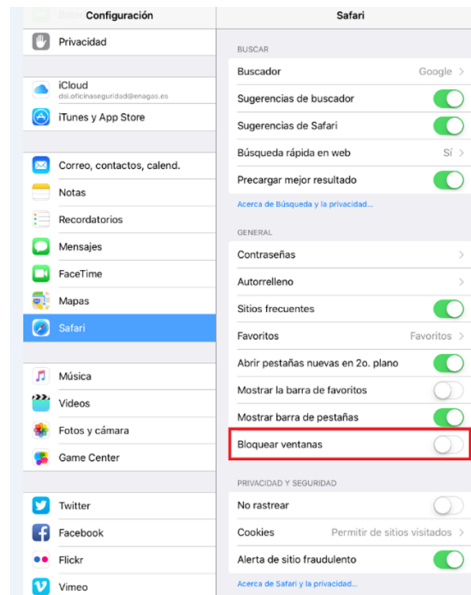 Configuración
Privacidad
iCloud
dsi.oficinaseguridad@enagas.es
iTunes y App Store
Correo, contactos, calend.
Notas
Recordatorios
Mensajes
FaceTime
Mapas
Safari
Música
Videos
Fotos y cámara
Game Center
Twitter
Facebook
Flickr
Vimeo
Safari
BUSCAR
Buscador Google >
Sugerencias de buscador
Sugerencias de Safari
Búsqueda rápida en web Sí >
Precargar mejor resultado
Acerca de Búsqueda y la privacidad...
GENERAL
Contraseñas >
Autorrelleno >
Sitios frecuentes
Favoritos Favoritos >
Abrir pestañas nuevas en 2o. plano
Mostrar la barra de favoritos
Mostrar barra de pestañas
Bloquear ventanas
PRIVACIDAD Y SEGURIDAD
No rastrear
Cookies Permitir de sitios visitados >
Alerta de sitio fraudulento
Acerca de Safari y la privacidad...